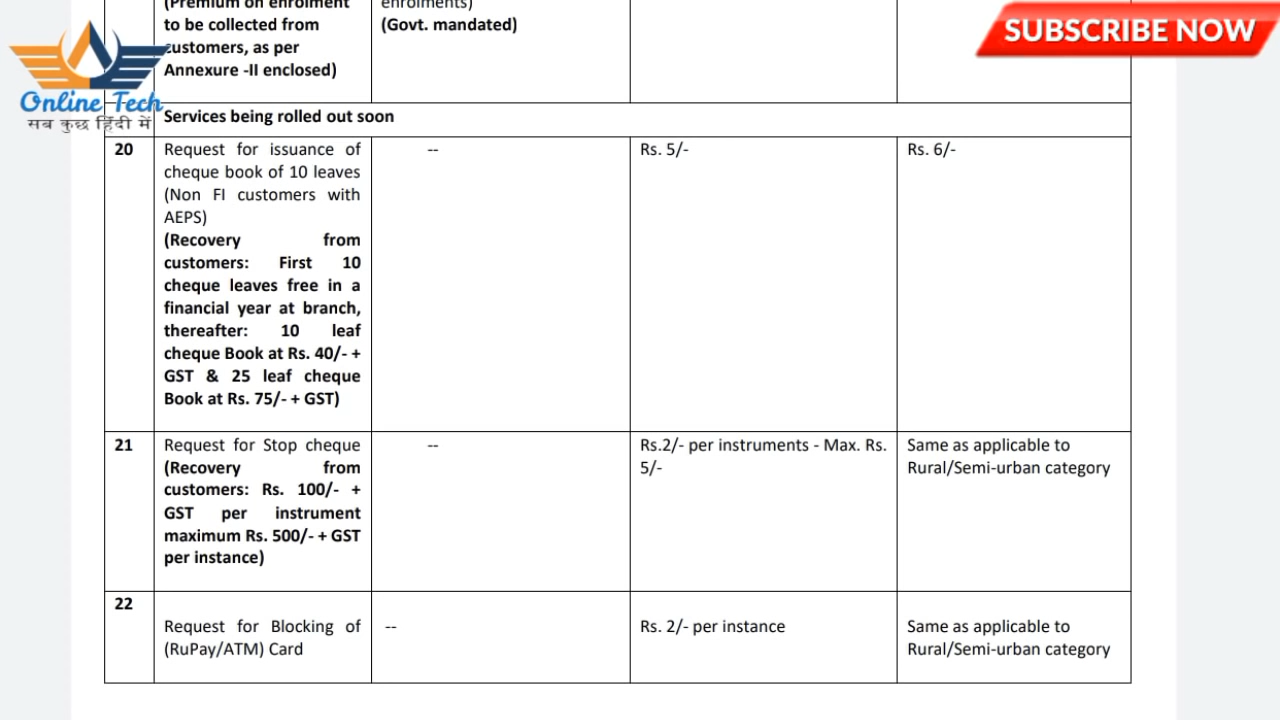 (Premium on enrolment
to be collected from
customers, as per
Annexure -II enclosed)
enrolments)
(Govt. mandated)
SUBSCRIBE NOW
Online Tech
सब कुछ हिंदी में
Services being rolled out soon
20
Request for issuance of
cheque book of 10 leaves
(Non FI customers with
AEPS)
(Recovery from
customers: First 10
cheque leaves free in a
financial year at branch,
thereafter: 10 leaf
cheque Book at Rs. 40/- +
GST & 25 leaf cheque
Book at Rs. 75/- + GST)
--
Rs. 5/-
Rs. 6/-
21
Request for Stop cheque
(Recovery from
customers: Rs. 100/- +
GST per instrument
maximum Rs. 500/- + GST
per instance)
--
Rs.2/- per instruments - Max. Rs.
5/-
Same as applicable to
Rural/Semi-urban category
22
Request for Blocking of
(RuPay/ATM) Card
--
Rs. 2/- per instance
Same as applicable to
Rural/Semi-urban category